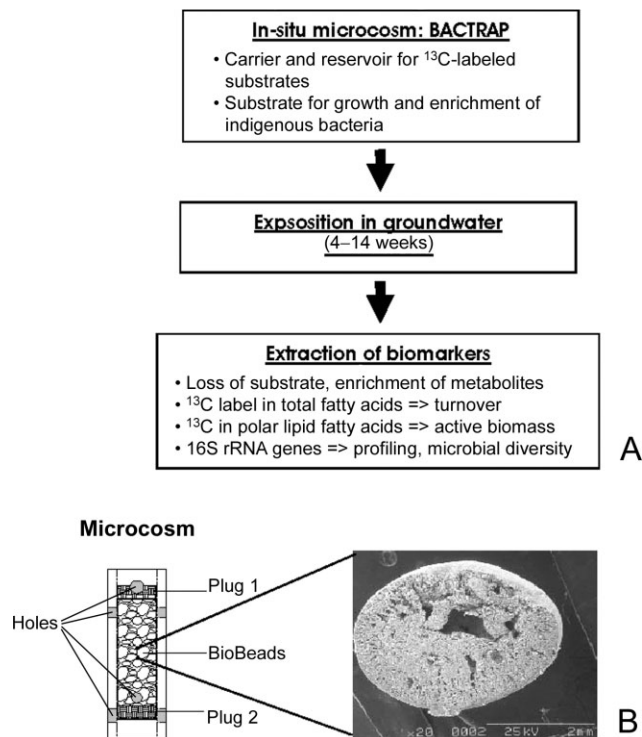 In-situ microcosm: BACTRAP
• Carrier and reservoir for ¹³C-labeled
substrates
• Substrate for growth and enrichment of
indigenous bacteria
Expsosition in groundwater
(4–14 weeks)
Extraction of biomarkers
• Loss of substrate, enrichment of metabolites
• ¹³C label in total fatty acids => turnover
• ¹³C in polar lipid fatty acids => active biomass
• 16S rRNA genes => profiling, microbial diversity
A
Microcosm
Plug 1
Holes
BioBeads
Plug 2
×20 0002 25kV 2mm
B